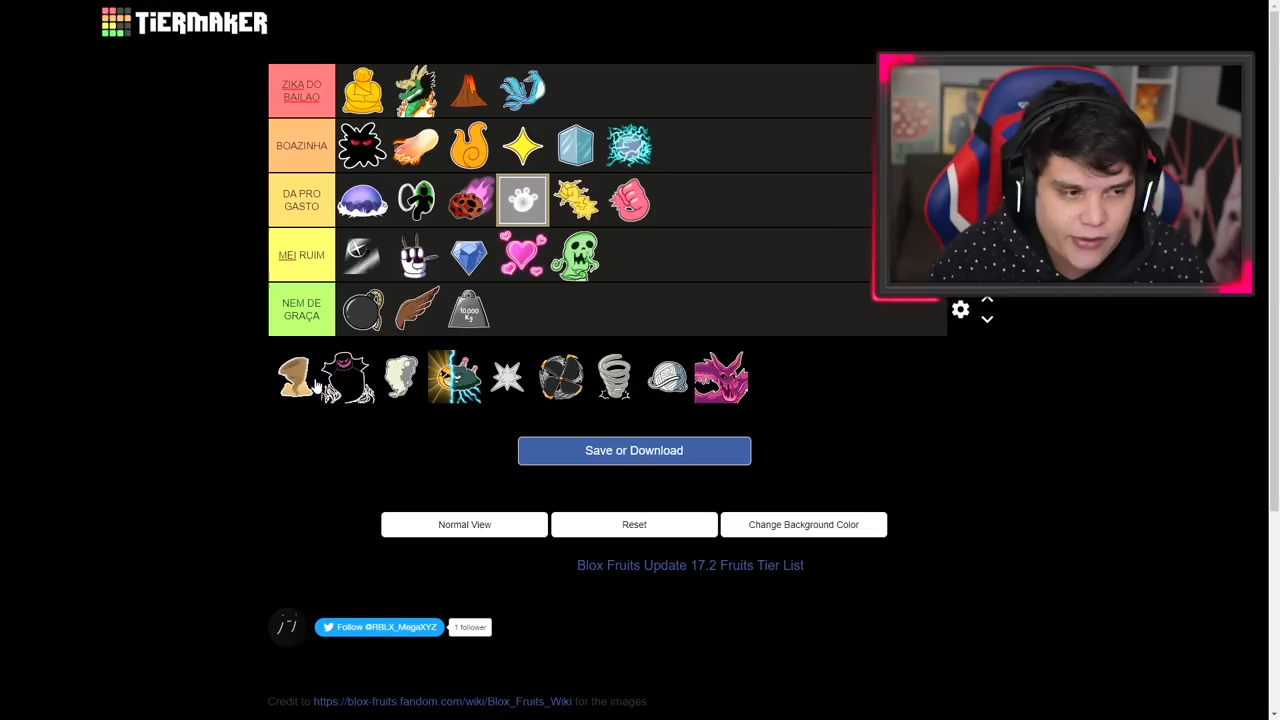 TiERMAKER
ZIKA DO
BAILAO
BOAZINHA
DA PRO
GASTO
MEI RUIM
10.000
Kg
NEM DE
GRAÇA
Save or Download
Normal View
Reset
Change Background Color
Blox Fruits Update 17.2 Fruits Tier List
Follow @RBLX_MegaXYZ
1 follower
Credit to https://blox-fruits.fandom.com/wiki/Blox_Fruits_Wiki for the images.